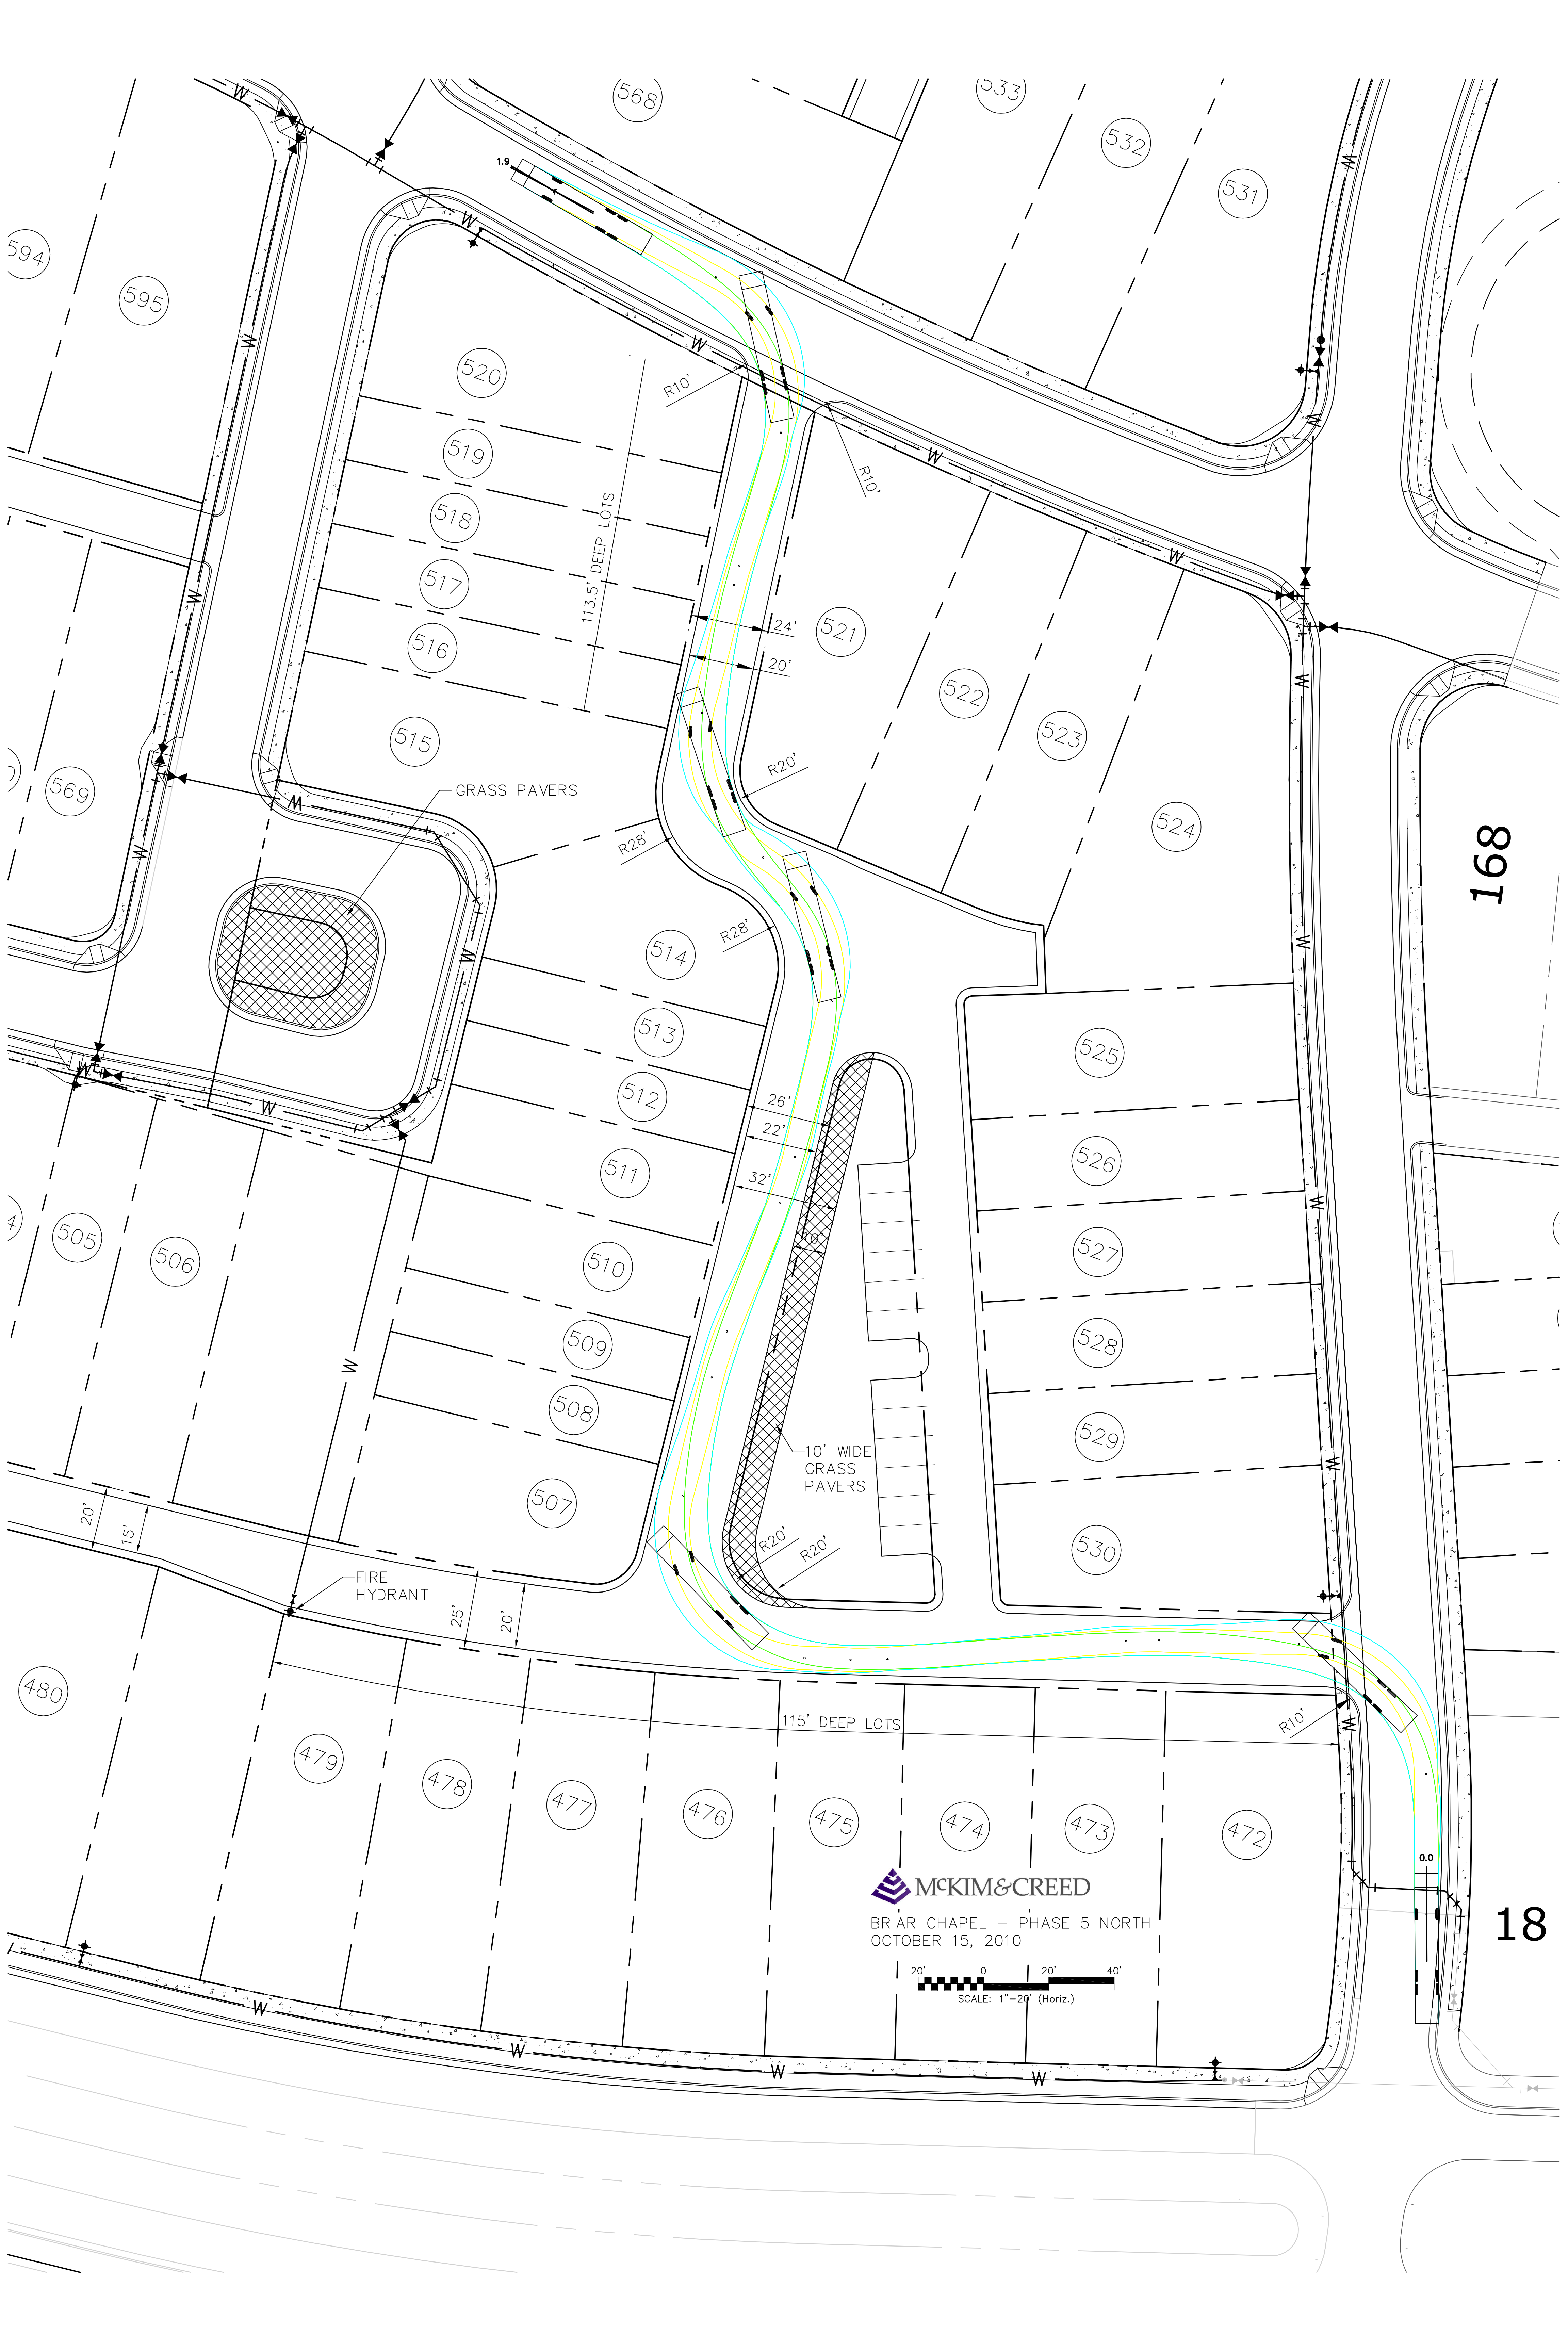 568
533
532
531
W
W
1.9
594
595
W
W
W
520
R10'
R10'
W
519
518
517
516
515
113.5' DEEP LOTS
W
W
24'
20'
521
522
523
524
W
W
R20'
R28'
R28'
GRASS PAVERS
569
W
W
W
168
514
513
512
511
510
509
508
507
W
W
W
26'
22'
32'
10'
525
526
527
528
529
530
W
W
505
506
W
10' WIDE
GRASS
PAVERS
R20'
R20'
20'
15'
FIRE
HYDRANT
25'
20'
480
479
478
477
476
475
474
473
472
115' DEEP LOTS
R10'
W
0.0
McKIM&CREED
BRIAR CHAPEL – PHASE 5 NORTH
OCTOBER 15, 2010
20' 0 20' 40'
SCALE: 1"=20' (Horiz.)
18
W
W
W
W